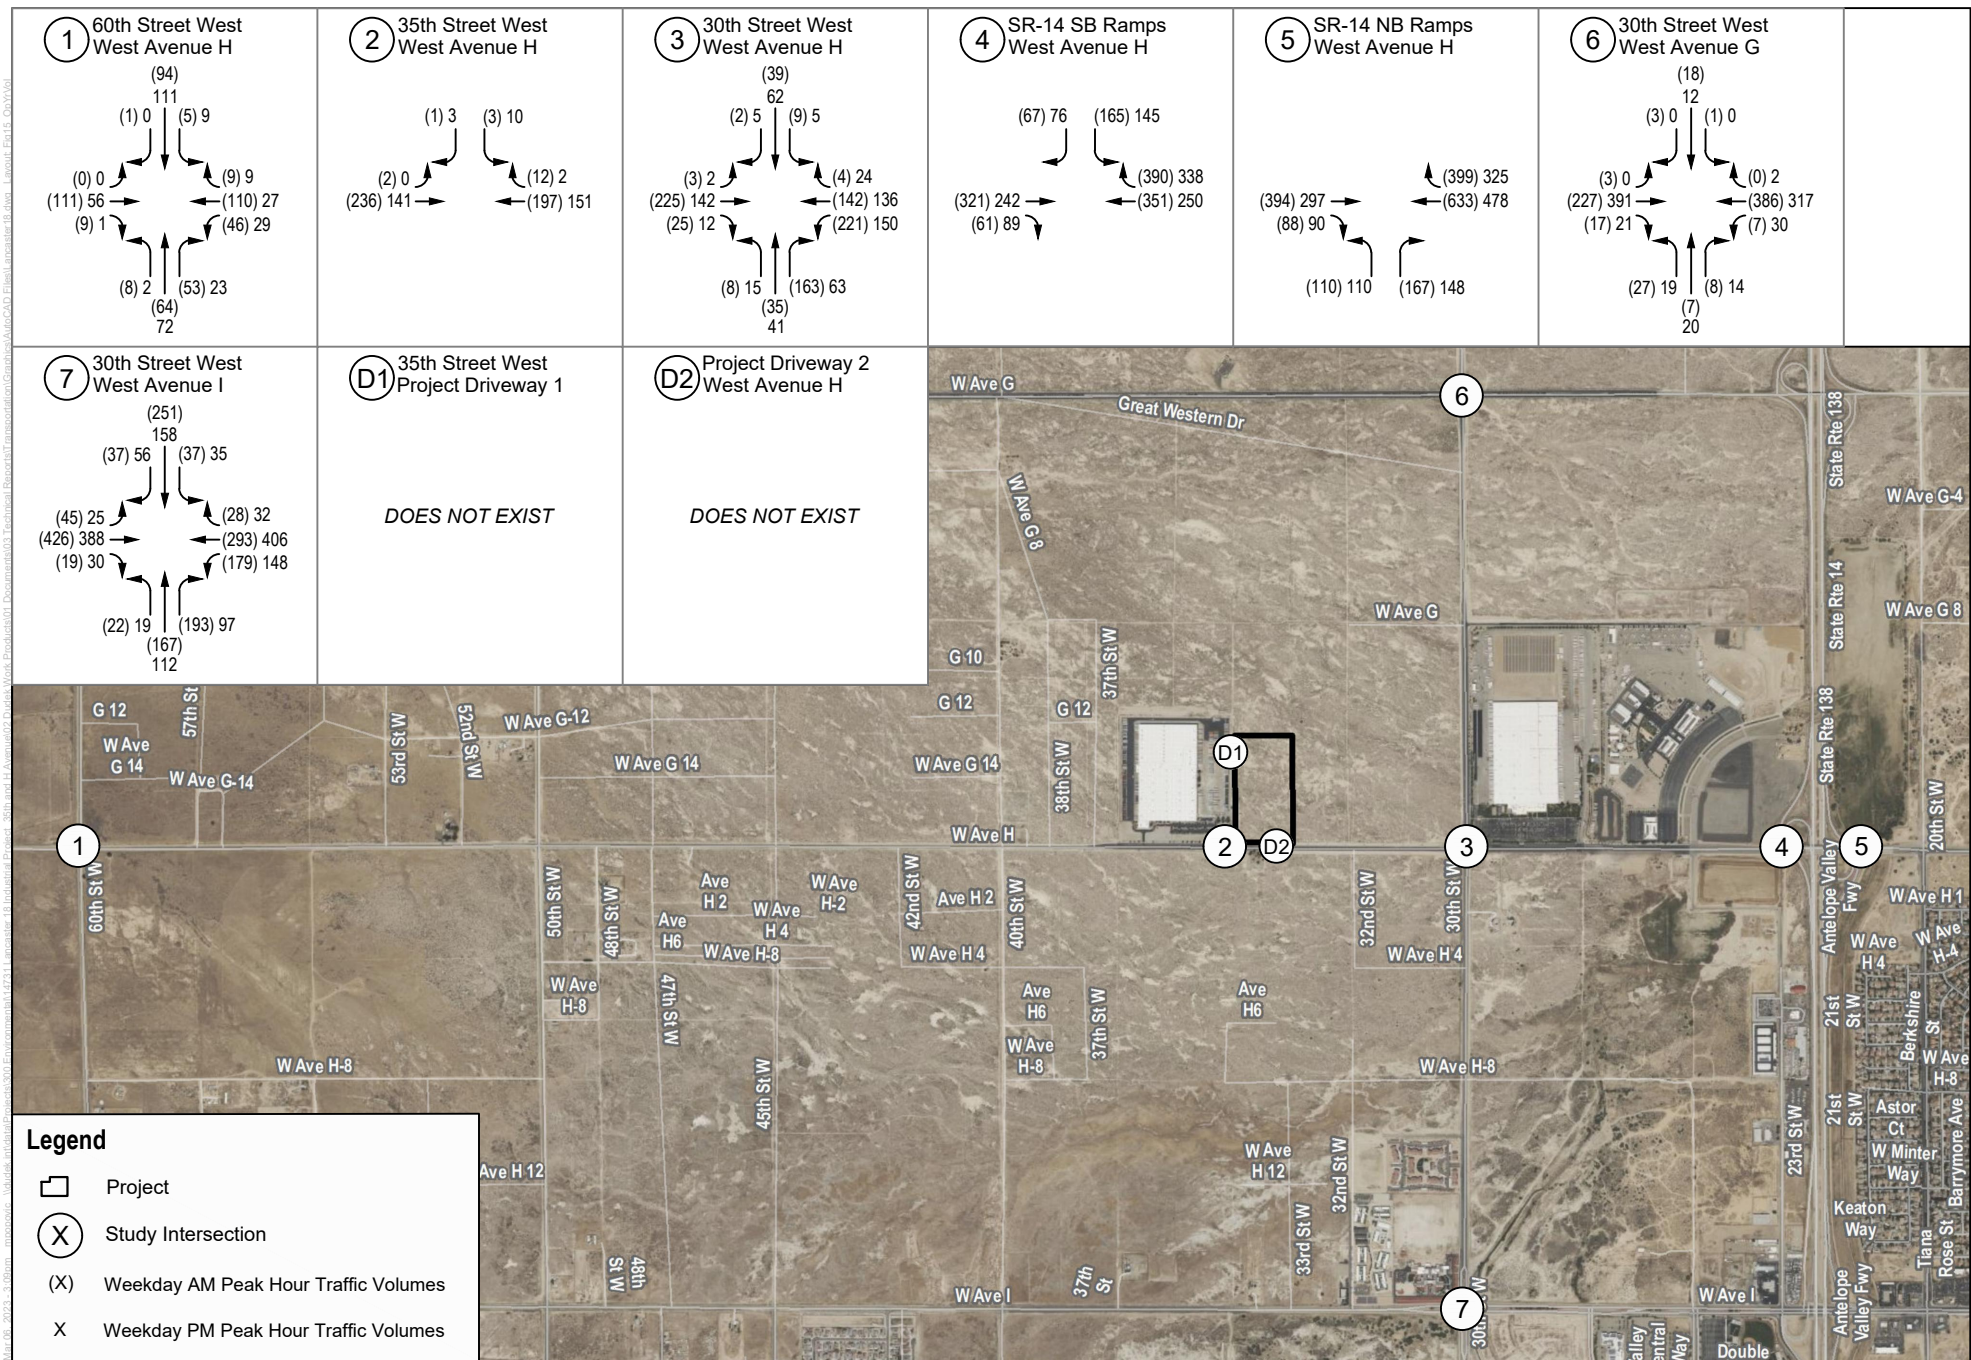 1
60th Street West
West Avenue H
(94)
111
(1) 0
(5) 9
(0) 0
(9) 9
(111) 56
(110) 27
(9) 1
(46) 29
(8) 2
(53) 23
(64)
72
2
35th Street West
West Avenue H
(1) 3
(3) 10
(2) 0
(12) 2
(236) 141
(197) 151
3
30th Street West
West Avenue H
(39)
62
(2) 5
(9) 5
(3) 2
(4) 24
(225) 142
(142) 136
(25) 12
(221) 150
(8) 15
(163) 63
(35)
41
4
SR-14 SB Ramps
West Avenue H
(67) 76
(165) 145
(390) 338
(321) 242
(351) 250
(61) 89
5
SR-14 NB Ramps
West Avenue H
(399) 325
(394) 297
(633) 478
(88) 90
(110) 110
(167) 148
6
30th Street West
West Avenue G
(18)
12
(3) 0
(1) 0
(3) 0
(0) 2
(227) 391
(386) 317
(17) 21
(7) 30
(27) 19
(8) 14
(7)
20
7
30th Street West
West Avenue I
(251)
158
(37) 56
(37) 35
(45) 25
(28) 32
(426) 388
(293) 406
(19) 30
(179) 148
(22) 19
(193) 97
(167)
112
D1
35th Street West
Project Driveway 1
DOES NOT EXIST
D2
Project Driveway 2
West Avenue H
DOES NOT EXIST
W Ave G
Great Western Dr
6
State Rte 138
W Ave G-4
W Ave G 8
State Rte 14
W Ave G
W Ave G 8
G 10
37th St W
G 12
G 12
State Rte 138
G 12
57th St
53rd St W
52nd St W
W Ave G-12
W Ave
G 14
W Ave G-14
W Ave G 14
W Ave G 14
38th St W
D1
20th St W
W Ave H
1
2
D2
3
4
5
60th St W
50th St W
48th St W
Ave
H 2
W Ave
H-2
Ave
H6
W Ave
H 4
W Ave H-8
42nd St W
Ave H 2
W Ave H 4
40th St W
32nd St W
30th St W
W Ave H 4
Antelope Valley
Fwy
W Ave H 1
W Ave
H 4
W Ave
H-4
W Ave
H-8
47th St W
Ave
H6
W Ave
H-8
37th St W
Ave
H6
21st
St W
Berkshire
St
W Ave
H-8
W Ave H-8
W Ave H-8
45th St W
21st
St W
Astor
Ct
W Minter
Way
Barrymore Ave
23rd St W
Ave H 12
W Ave
H 12
32nd St W
33rd St W
Keaton
Way
Tiana
Rose St
48th
St W
37th
St
W Ave I
W Ave I
7
30th St W
Antelope
Valley Fwy
alley
entral
Way
Double
Legend
Project
X
Study Intersection
(X)
Weekday AM Peak Hour Traffic Volumes
X
Weekday PM Peak Hour Traffic Volumes